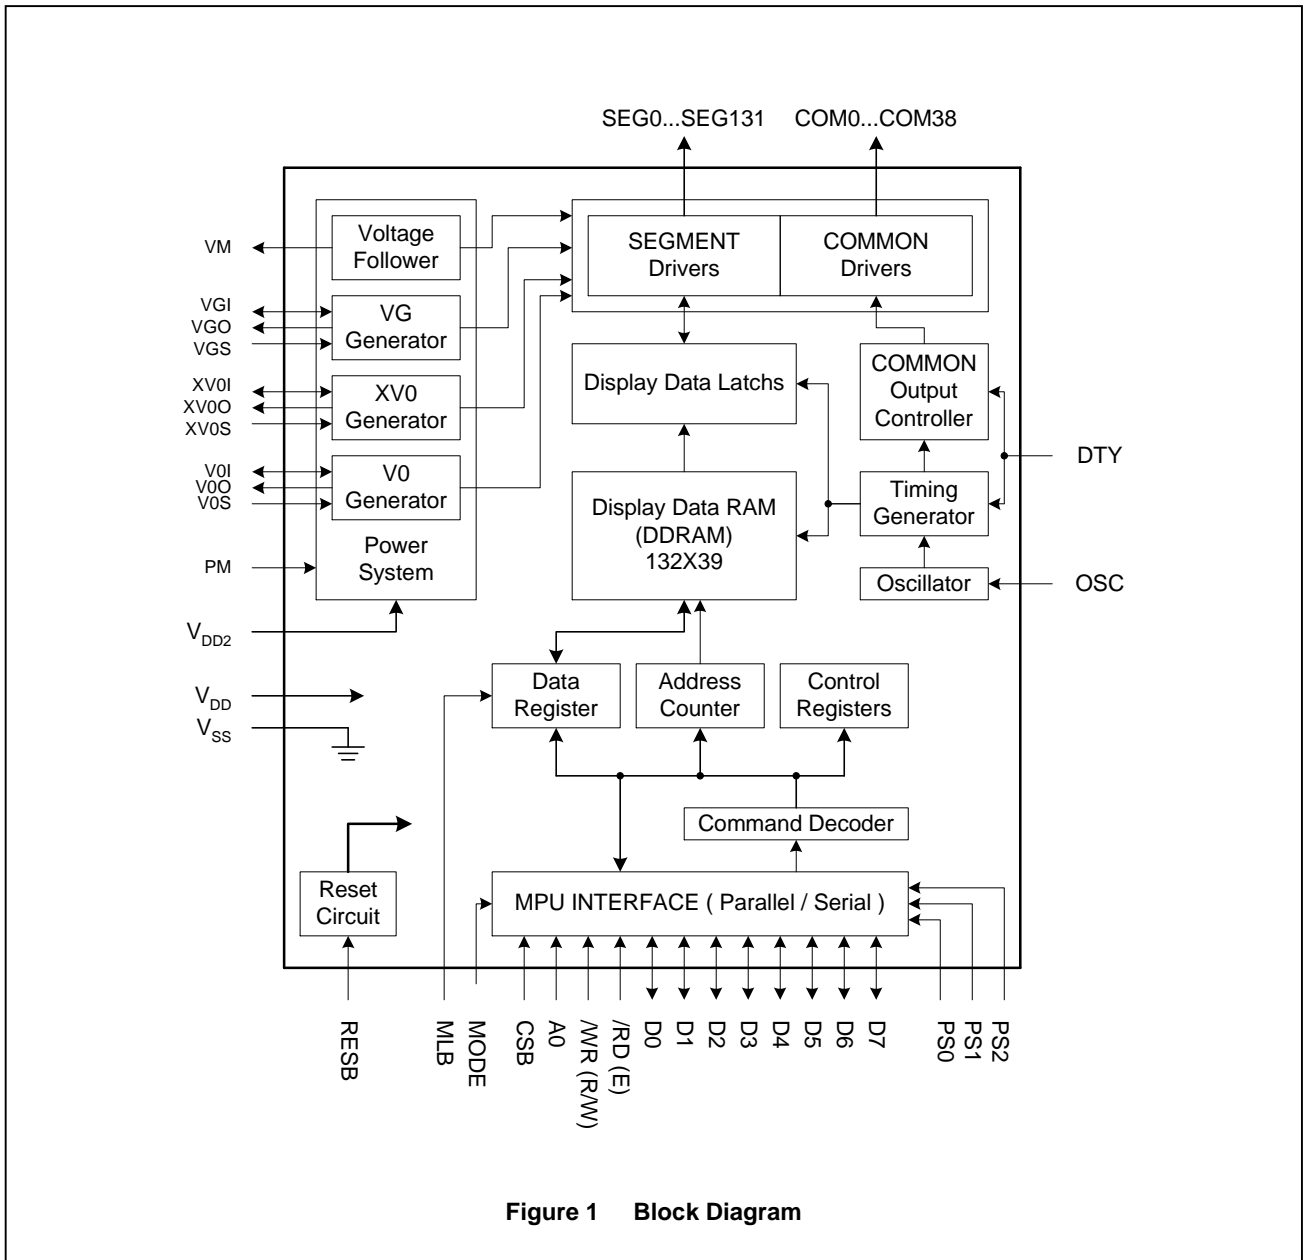 SEG0...SEG131
COM0...COM38
VM
VGI
VGO
VGS
XV0I
XV0O
XV0S
V0I
V0O
V0S
PM
VDD2
VDD
VSS
Voltage
Follower
VG
Generator
XV0
Generator
V0
Generator
Power
System
SEGMENT
Drivers
COMMON
Drivers
Display Data Latchs
COMMON
Output
Controller
DTY
Display Data RAM
(DDRAM)
132X39
Timing
Generator
Oscillator
OSC
Data
Register
Address
Counter
Control
Registers
Command Decoder
Reset
Circuit
MPU INTERFACE ( Parallel / Serial )
RESB
MLB
MODE
CSB
A0
/WR (R/W)
/RD (E)
D0
D1
D2
D3
D4
D5
D6
D7
PS0
PS1
PS2
Figure 1 Block Diagram